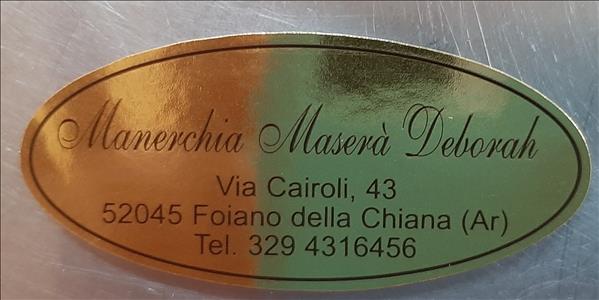 Manerchia Maserà Deborah
Via Cairoli, 43
52045 Foiano della Chiana (Ar)
Tel. 329 4316456